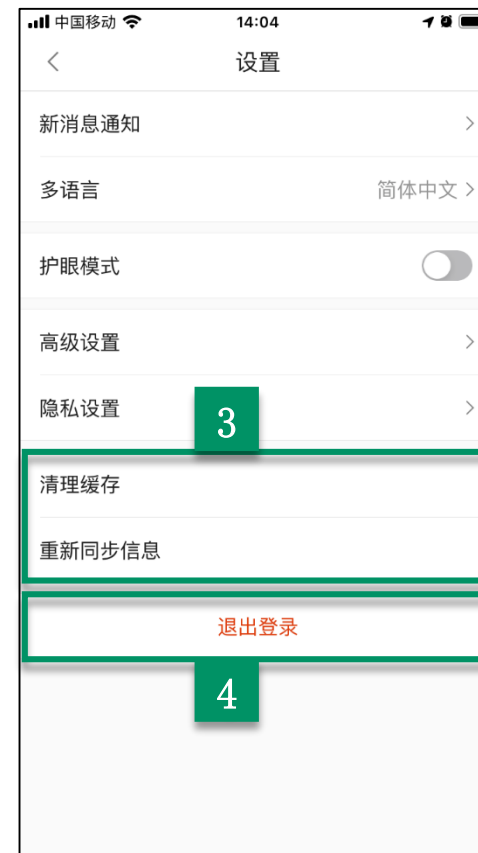 中国移动 14:04
设置
新消息通知
多语言 简体中文
护眼模式
高级设置
隐私设置
3
清理缓存
重新同步信息
退出登录
4